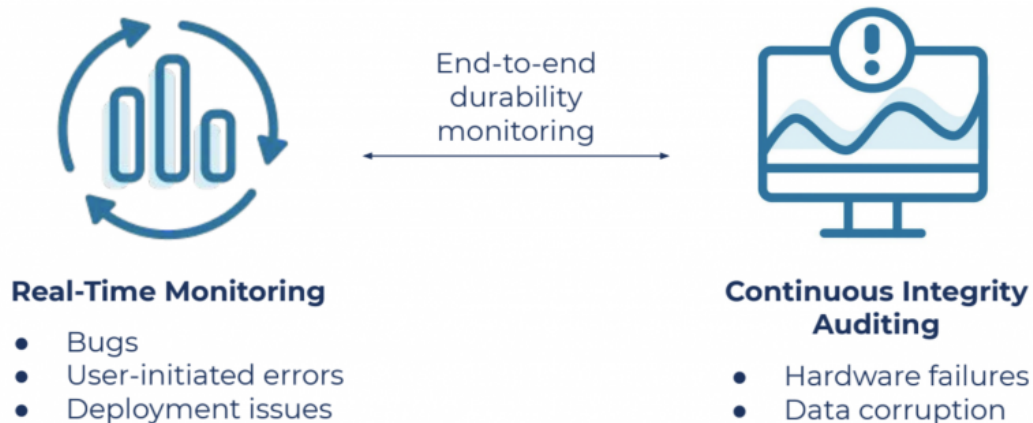 End-to-end
durability
monitoring
Real-Time Monitoring
● Bugs
● User-initiated errors
● Deployment issues
Continuous Integrity
Auditing
● Hardware failures
● Data corruption